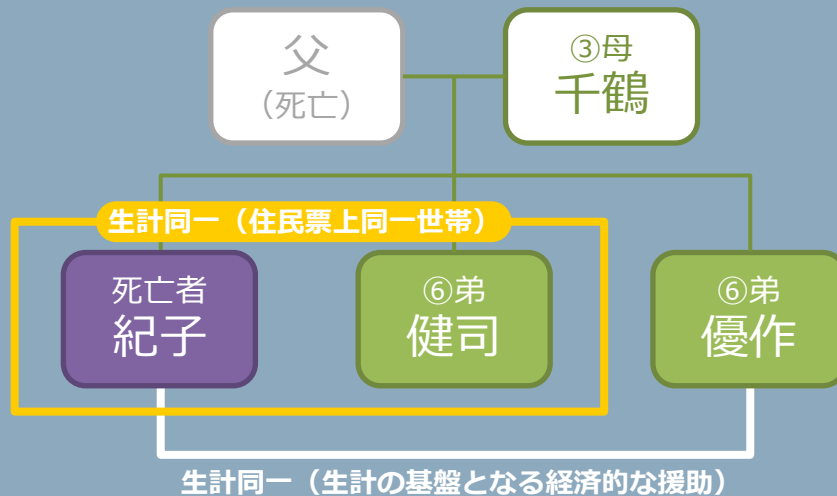 父
（死亡）
③母
千鶴
生計同一（住民票上同一世帯）
死亡者
紀子
⑥弟
健司
⑥弟
優作
生計同一（生計の基盤となる経済的な援助）